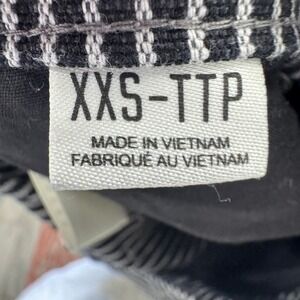 XXS-TTP
MADE IN VIETNAM
FABRIQUÉ AU VIETNAM